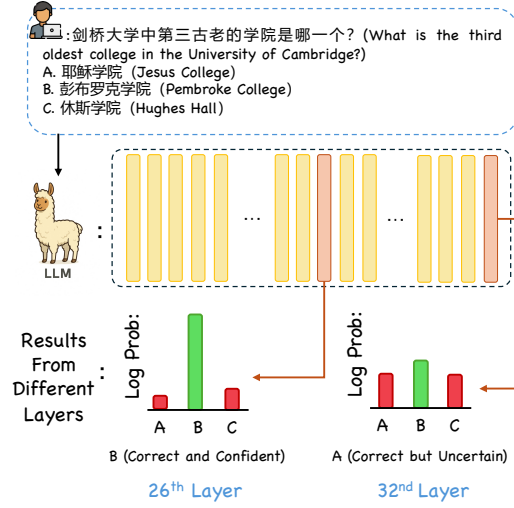 :剑桥大学中第三古老的学院是哪一个? (What is the third
oldest college in the University of Cambridge?)
A. 耶稣学院 (Jesus College)
B. 彭布罗克学院 (Pembroke College)
C. 休斯学院 (Hughes Hall)
... ...
LLM
:
Results
From
Different
Layers
:
Log Prob:
A B C
B (Correct and Confident)
26th Layer
Log Prob:
A B C
A (Correct but Uncertain)
32nd Layer